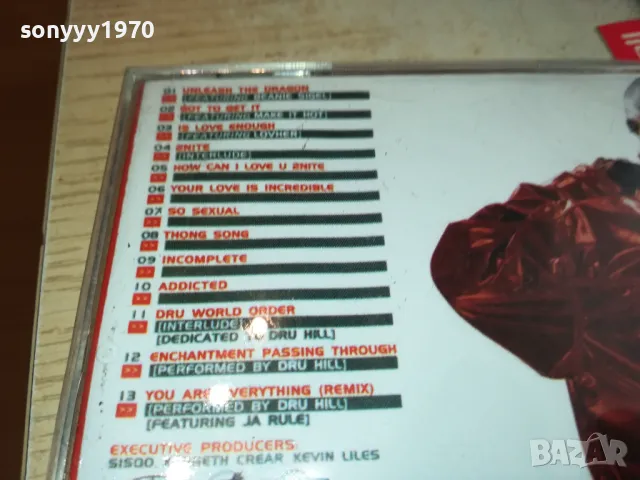 sonyyy1970
01 UNLEASH THE DRAGON
[FEATURING BEANIE SIGEL]
02 GOT TO GET IT
[FEATURING MAKE IT HOT]
03 IS LOVE ENOUGH
[FEATURING LOVHER]
04 2NITE
[INTERLUDE]
05 HOW CAN I LOVE U 2NITE
06 YOUR LOVE IS INCREDIBLE
07 SO SEXUAL
08 THONG SONG
09 INCOMPLETE
10 ADDICTED
11 DRU WORLD ORDER
[INTERLUDE]
[DEDICATED TO DRU HILL]
12 ENCHANTMENT PASSING THROUGH
[PERFORMED BY DRU HILL]
13 YOU ARE EVERYTHING (REMIX)
[PERFORMED BY DRU HILL]
[FEATURING JA RULE]
EXECUTIVE PRODUCERS:
SISQO, KENNETH CREAR KEVIN LILES
BAZAR
bg